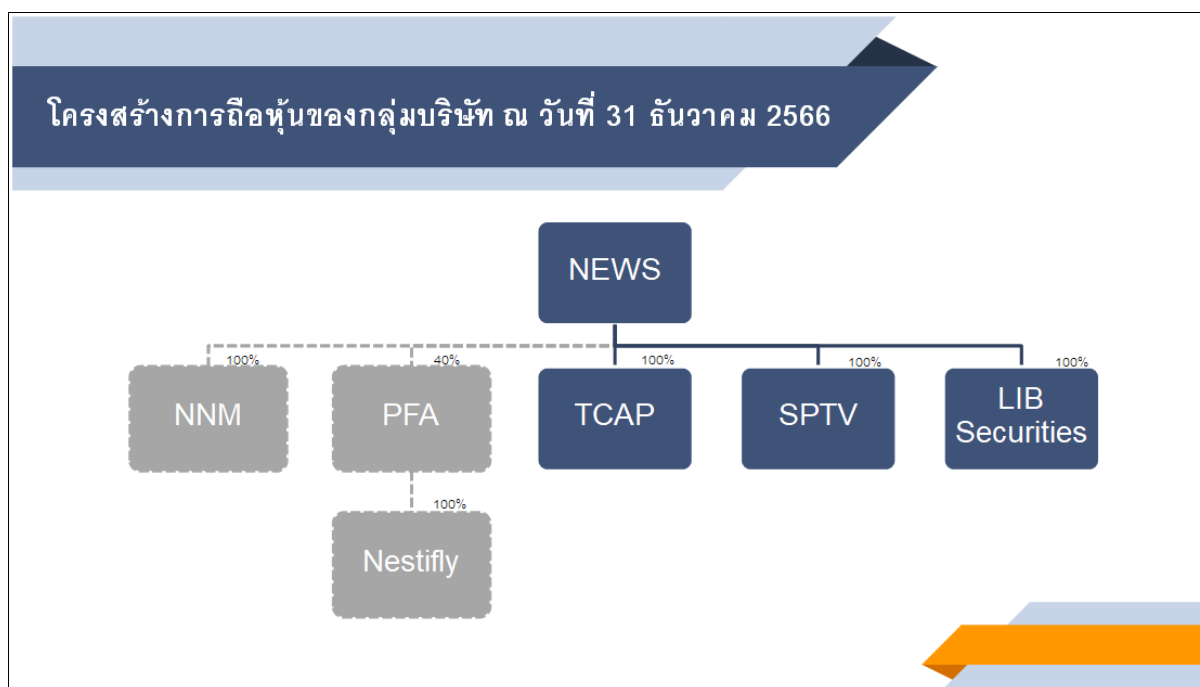 โครงสร้างการถือหุ้นของกลุ่มบริษัท ณ วันที่ 31 ธันวาคม 2566
NEWS
100%
40%
100%
100%
100%
NNM
PFA
TCAP
SPTV
LIB
Securities
100%
Nestifly